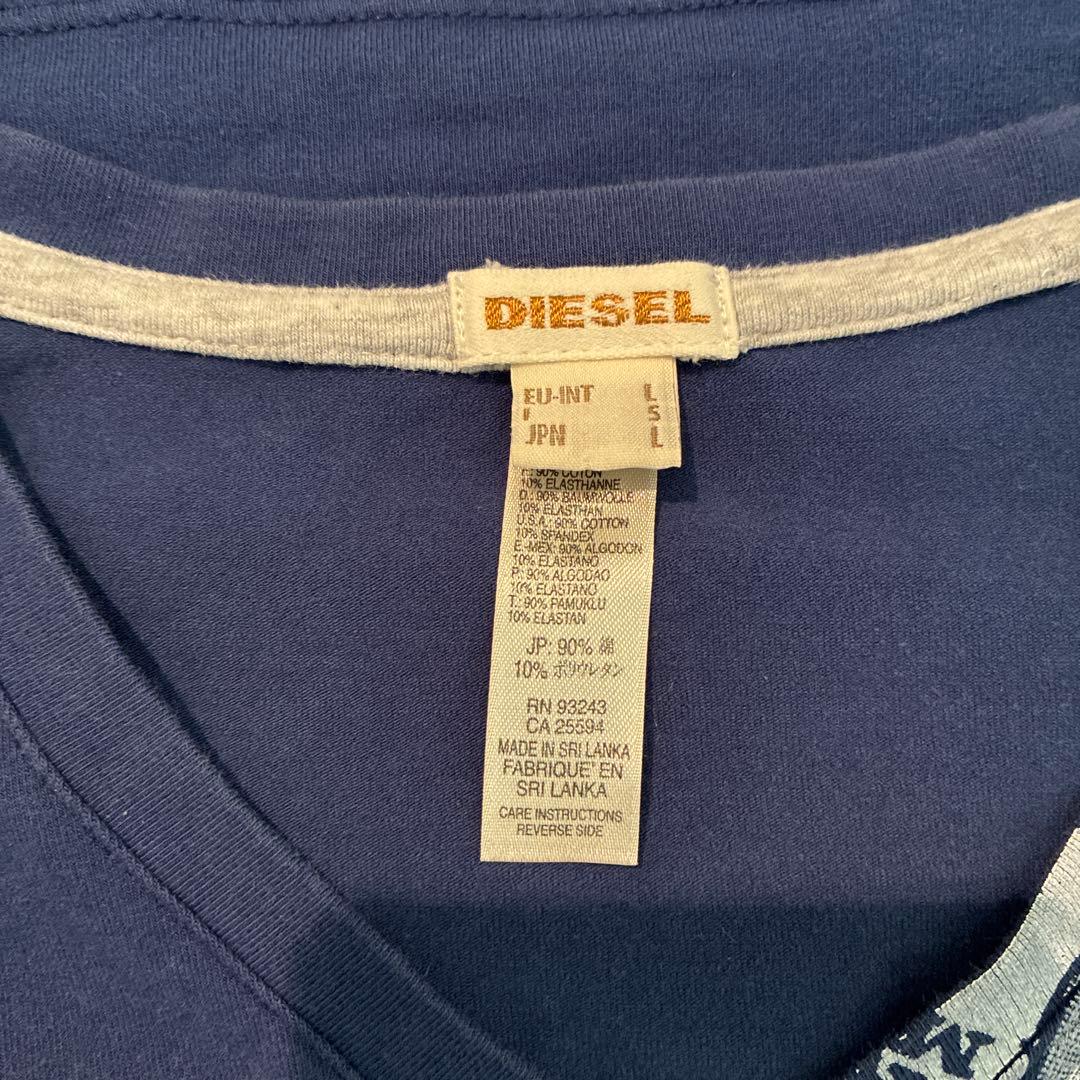 DIESEL
EU-INT L
I S
JPN L
F.: 90% COTON
10% ELASTHANNE
D.: 90% BAUMWOLLE
10% ELASTHAN
U.S.A.: 90% COTTON
10% SPANDEX
E.-MEX: 90% ALGODON
10% ELASTANO
P.: 90% ALGODAO
10% ELASTANO
T.: 90% PAMUKLU
10% ELASTAN
JP: 90% 綿
10% ポリウレタン
RN 93243
CA 25594
MADE IN SRI LANKA
FABRIQUE' EN
SRI LANKA
CARE INSTRUCTIONS
REVERSE SIDE